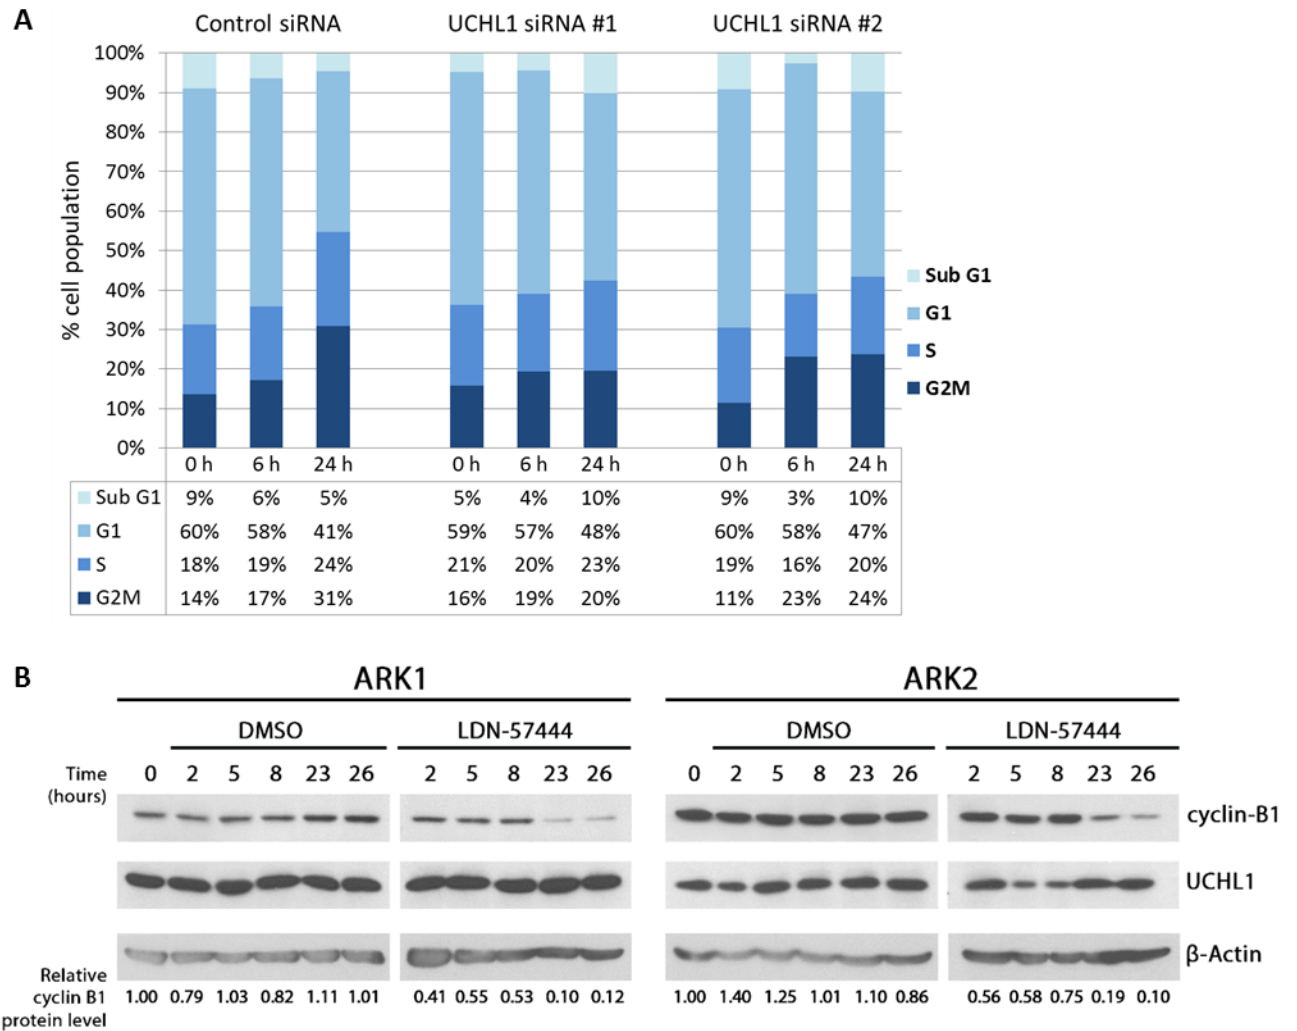 A
Control siRNA UCHL1 siRNA #1 UCHL1 siRNA #2
100%
90%
80%
70%
60%
50%
40%
30%
20%
10%
0%
% cell population
Sub G1
G1
S
G2M
0 h 6 h 24 h 0 h 6 h 24 h 0 h 6 h 24 h
Sub G1 9% 6% 5% 5% 4% 10% 9% 3% 10%
G1 60% 58% 41% 59% 57% 48% 60% 58% 47%
S 18% 19% 24% 21% 20% 23% 19% 16% 20%
G2M 14% 17% 31% 16% 19% 20% 11% 23% 24%
B
ARK1 ARK2
DMSO LDN-57444 DMSO LDN-57444
Time 0 2 5 8 23 26 2 5 8 23 26 0 2 5 8 23 26 2 5 8 23 26
(hours)
cyclin-B1
UCHL1
β-Actin
Relative
cyclin B1 1.00 0.79 1.03 0.82 1.11 1.01 0.41 0.55 0.53 0.10 0.12 1.00 1.40 1.25 1.01 1.10 0.86 0.56 0.58 0.75 0.19 0.10
protein level